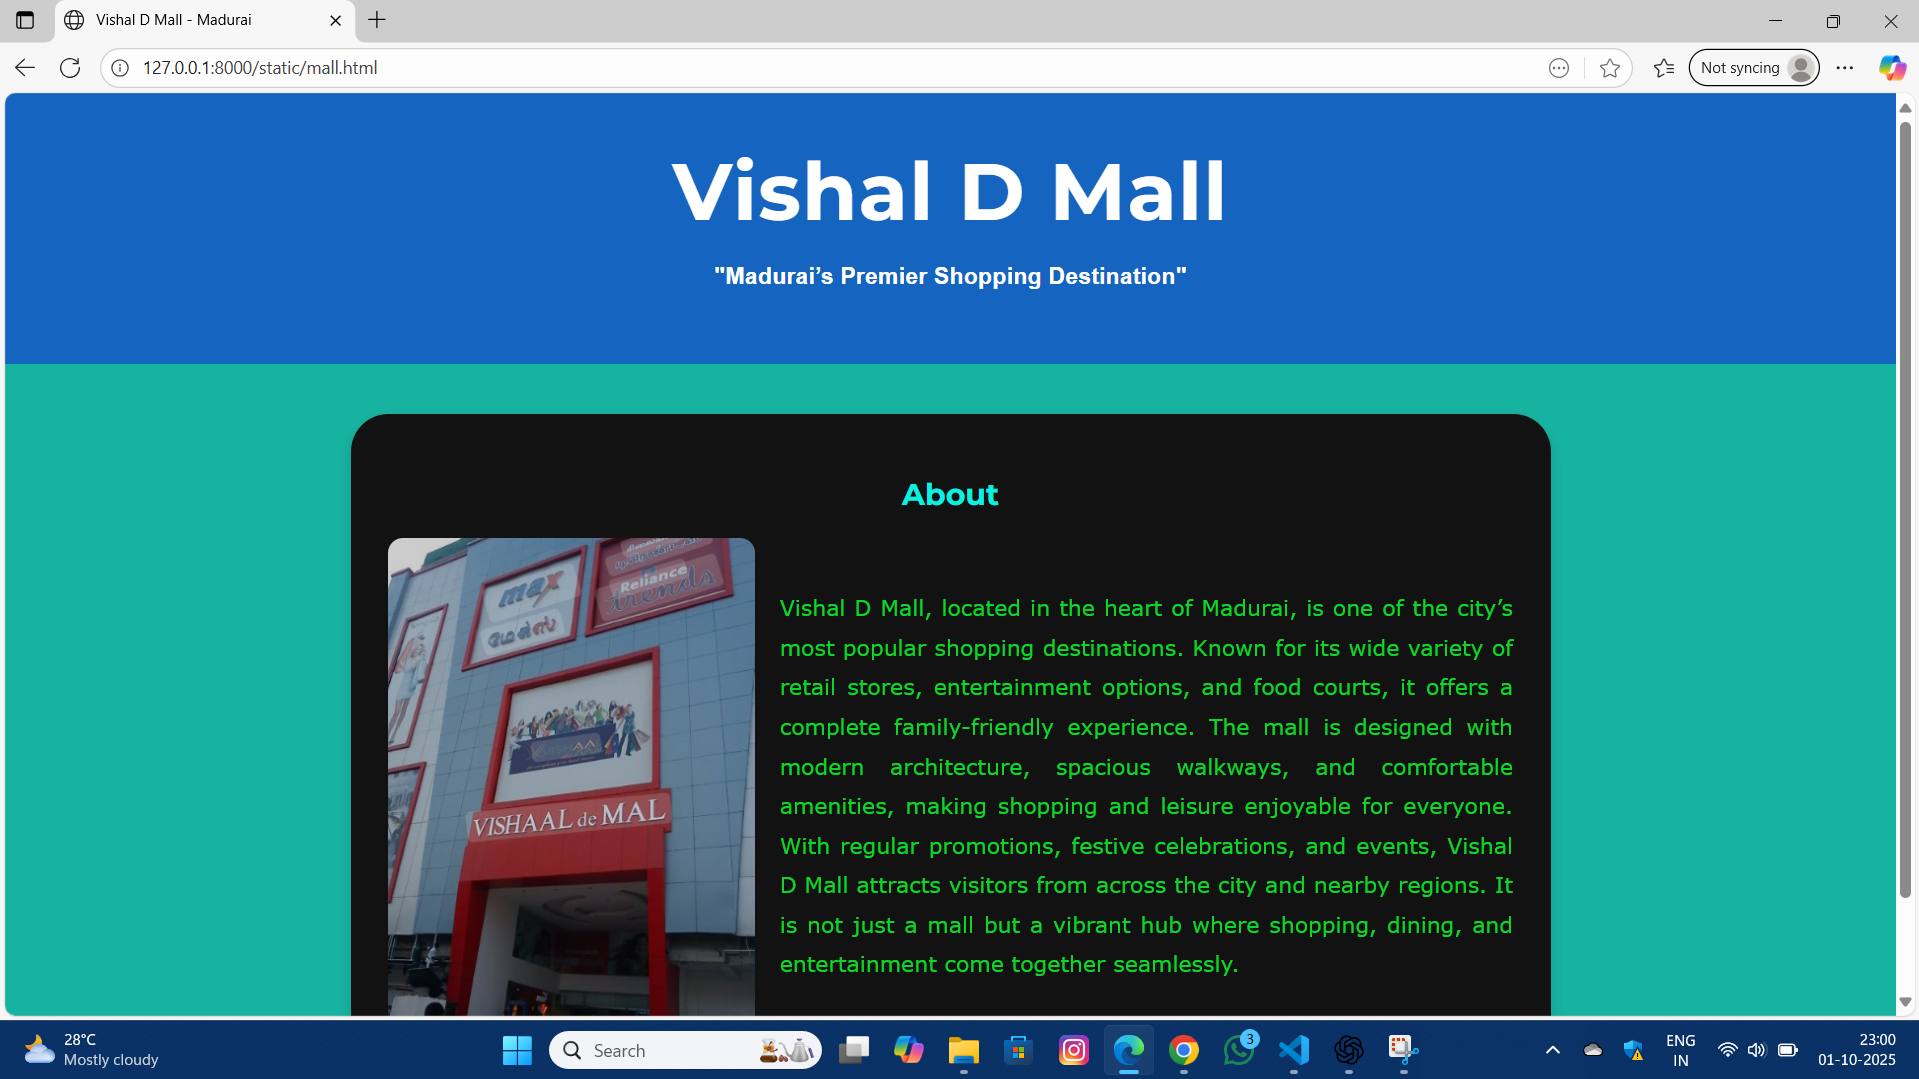 Vishal D Mall - Madurai
127.0.0.1:8000/static/mall.html
Not syncing
Vishal D Mall
"Madurai’s Premier Shopping Destination"
About
max
மேக்ஸ்
Reliance
trends
VISHAAL de MAL
Vishal D Mall, located in the heart of Madurai, is one of the city’s
most popular shopping destinations. Known for its wide variety of
retail stores, entertainment options, and food courts, it offers a
complete family-friendly experience. The mall is designed with
modern architecture, spacious walkways, and comfortable
amenities, making shopping and leisure enjoyable for everyone.
With regular promotions, festive celebrations, and events, Vishal
D Mall attracts visitors from across the city and nearby regions. It
is not just a mall but a vibrant hub where shopping, dining, and
entertainment come together seamlessly.
28°C
Mostly cloudy
Search
3
ENG
IN
23:00
01-10-2025